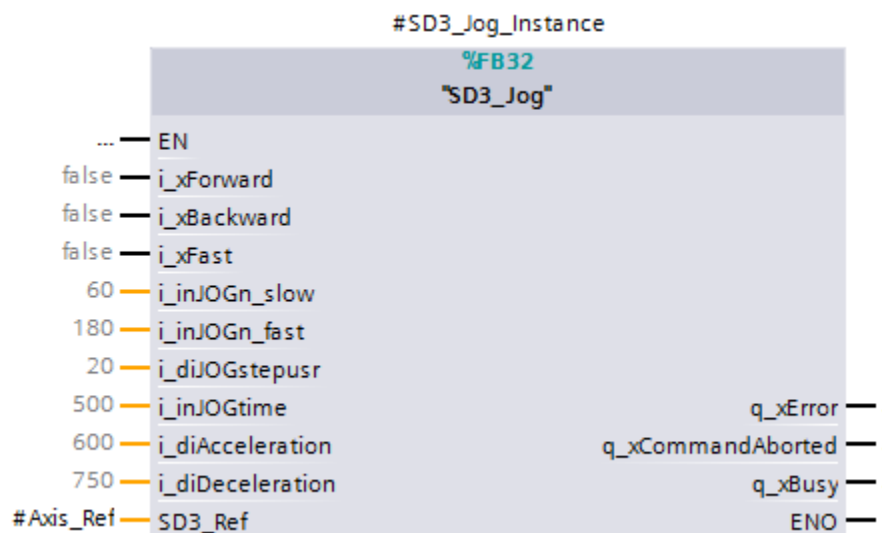 #SD3_Jog_Instance
%FB32
"SD3_Jog"
... EN
false i_xForward
false i_xBackward
false i_xFast
60 i_inJOGn_slow
180 i_inJOGn_fast
20 i_diJOGstepusr
500 i_inJOGtime q_xError
600 i_diAcceleration q_xCommandAborted
750 i_diDeceleration q_xBusy
#Axis_Ref SD3_Ref ENO